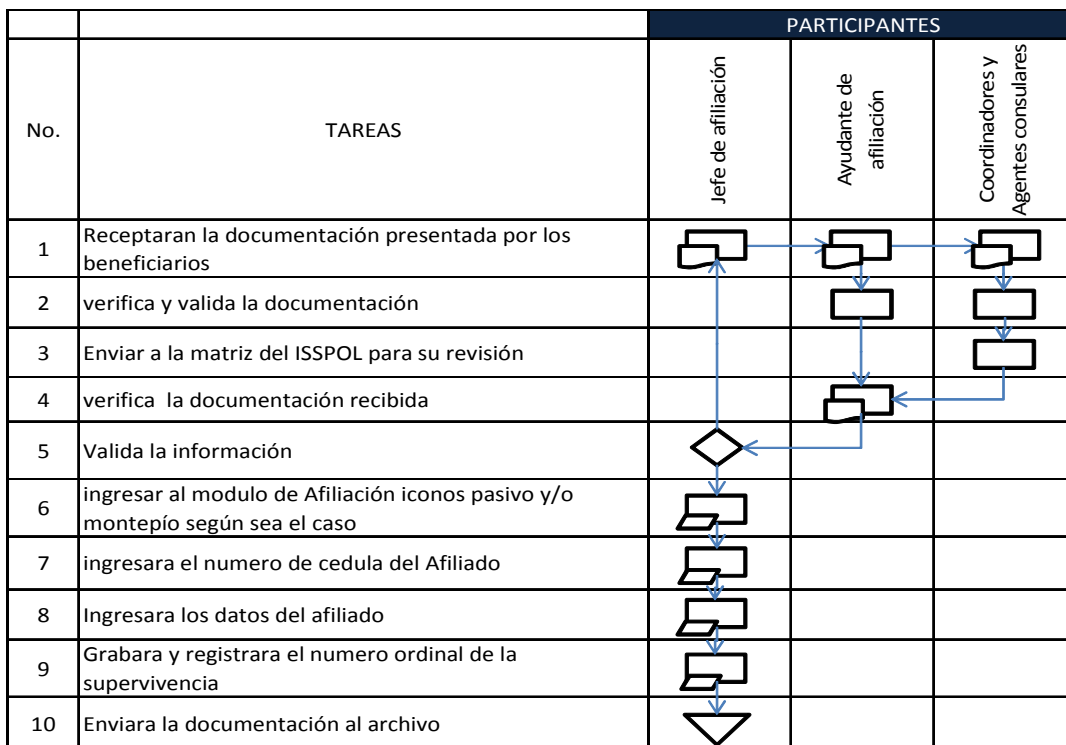 PARTICIPANTES
No.
TAREAS
Jefe de afiliación
Ayudante de
afiliación
Coordinadores y
Agentes consulares
1
Receptaran la documentación presentada por los
beneficiarios
2
verifica y valida la documentación
3
Enviar a la matriz del ISSPOL para su revisión
4
verifica la documentación recibida
5
Valida la información
6
ingresar al modulo de Afiliación iconos pasivo y/o
montepío según sea el caso
7
ingresara el numero de cedula del Afiliado
8
Ingresara los datos del afiliado
9
Grabara y registrara el numero ordinal de la
supervivencia
10
Enviara la documentación al archivo